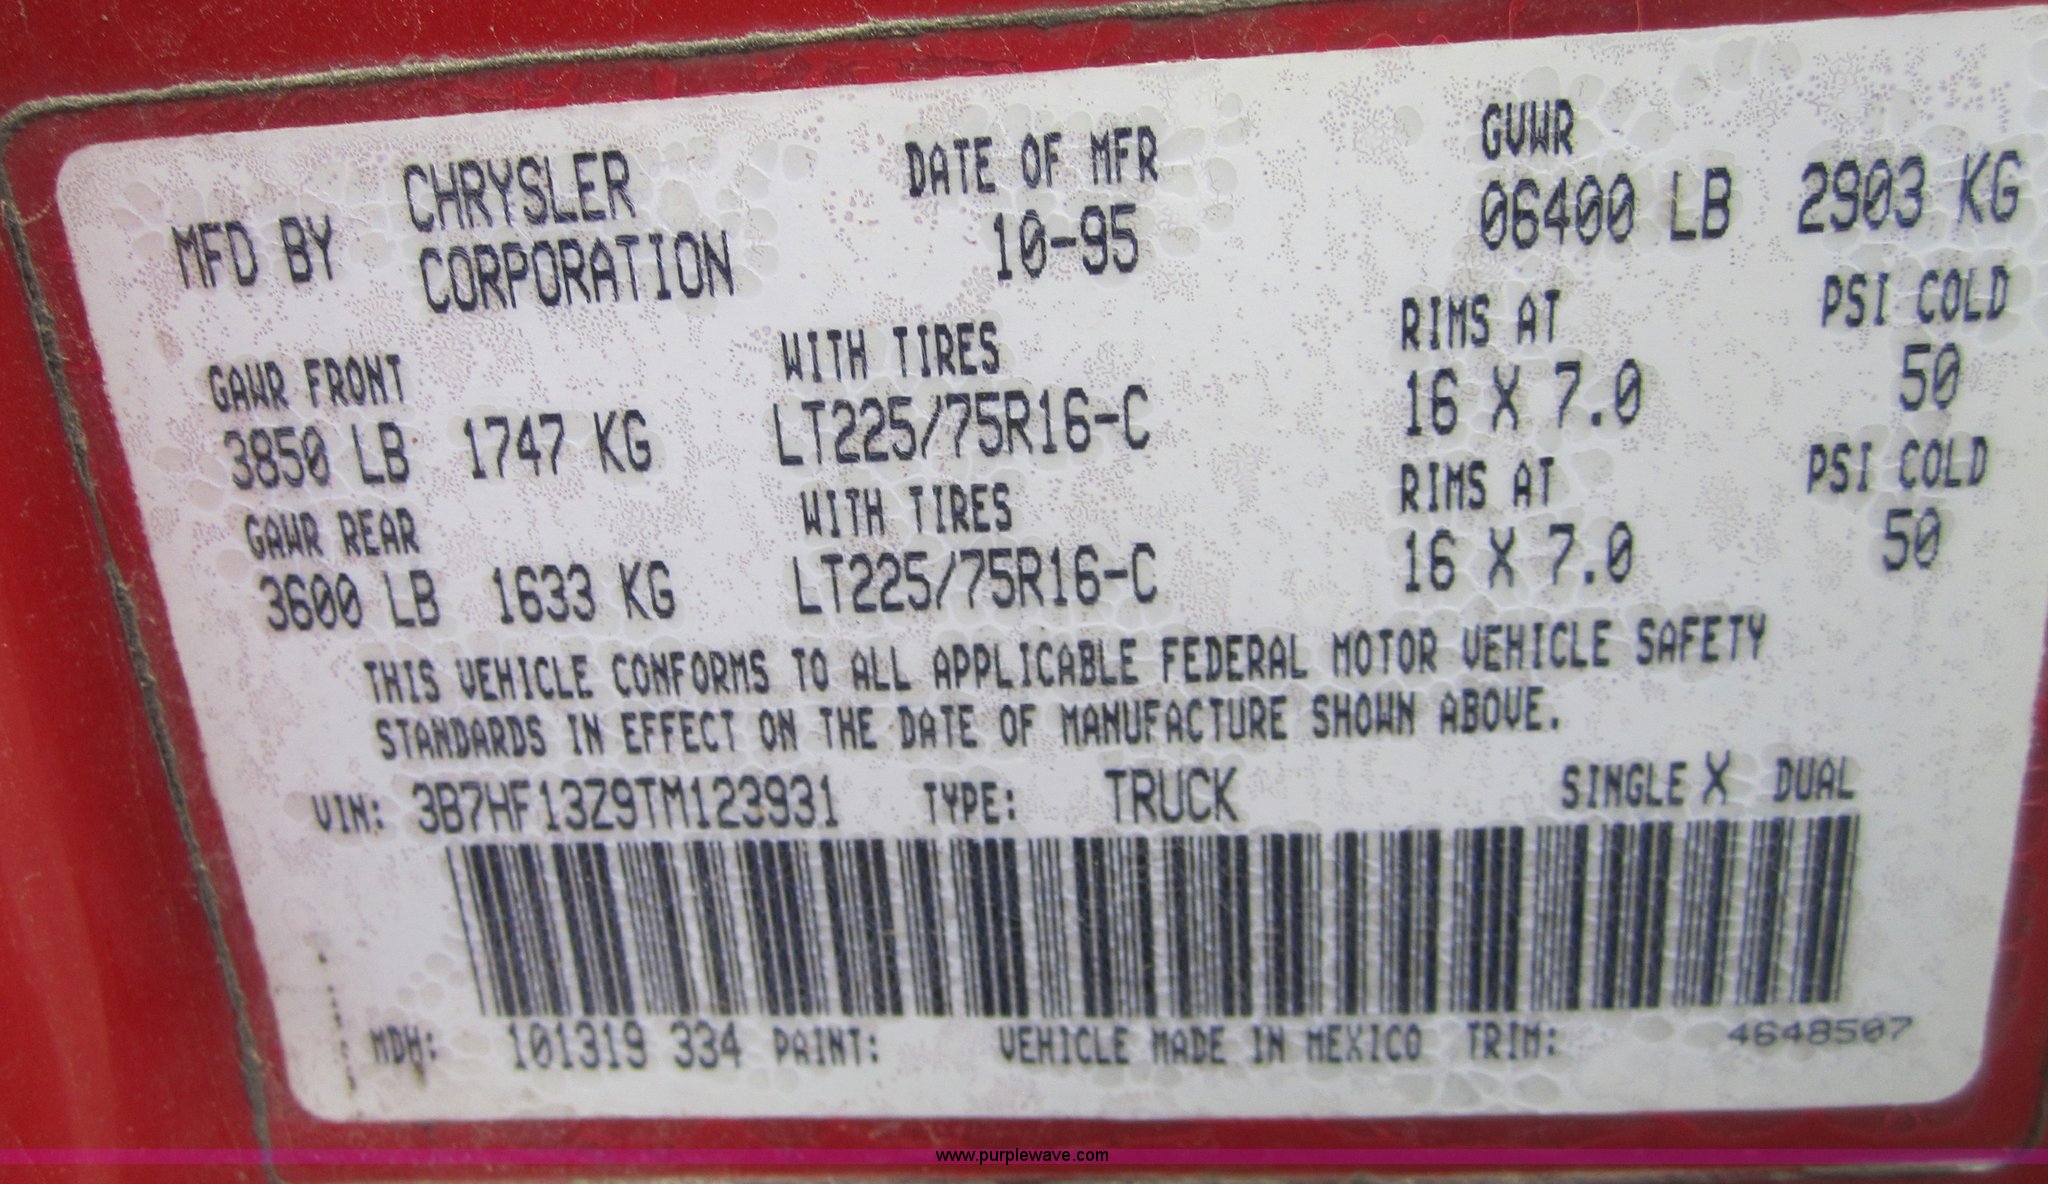 MFD BY CHRYSLER CORPORATION DATE OF MFR 10-95 GVWR 06400 LB 2903 KG
GAWR FRONT WITH TIRES RIMS AT PSI COLD
3850 LB 1747 KG LT225/75R16-C 16 X 7.0 50
GAWR REAR WITH TIRES RIMS AT PSI COLD
3600 LB 1633 KG LT225/75R16-C 16 X 7.0 50
THIS VEHICLE CONFORMS TO ALL APPLICABLE FEDERAL MOTOR VEHICLE SAFETY
STANDARDS IN EFFECT ON THE DATE OF MANUFACTURE SHOWN ABOVE.
VIN: 3B7HF13Z9TM123931 TYPE: TRUCK SINGLE X DUAL
MDH: 101319 334 PAINT: VEHICLE MADE IN MEXICO TRIM: 4648507
www.purplewave.com